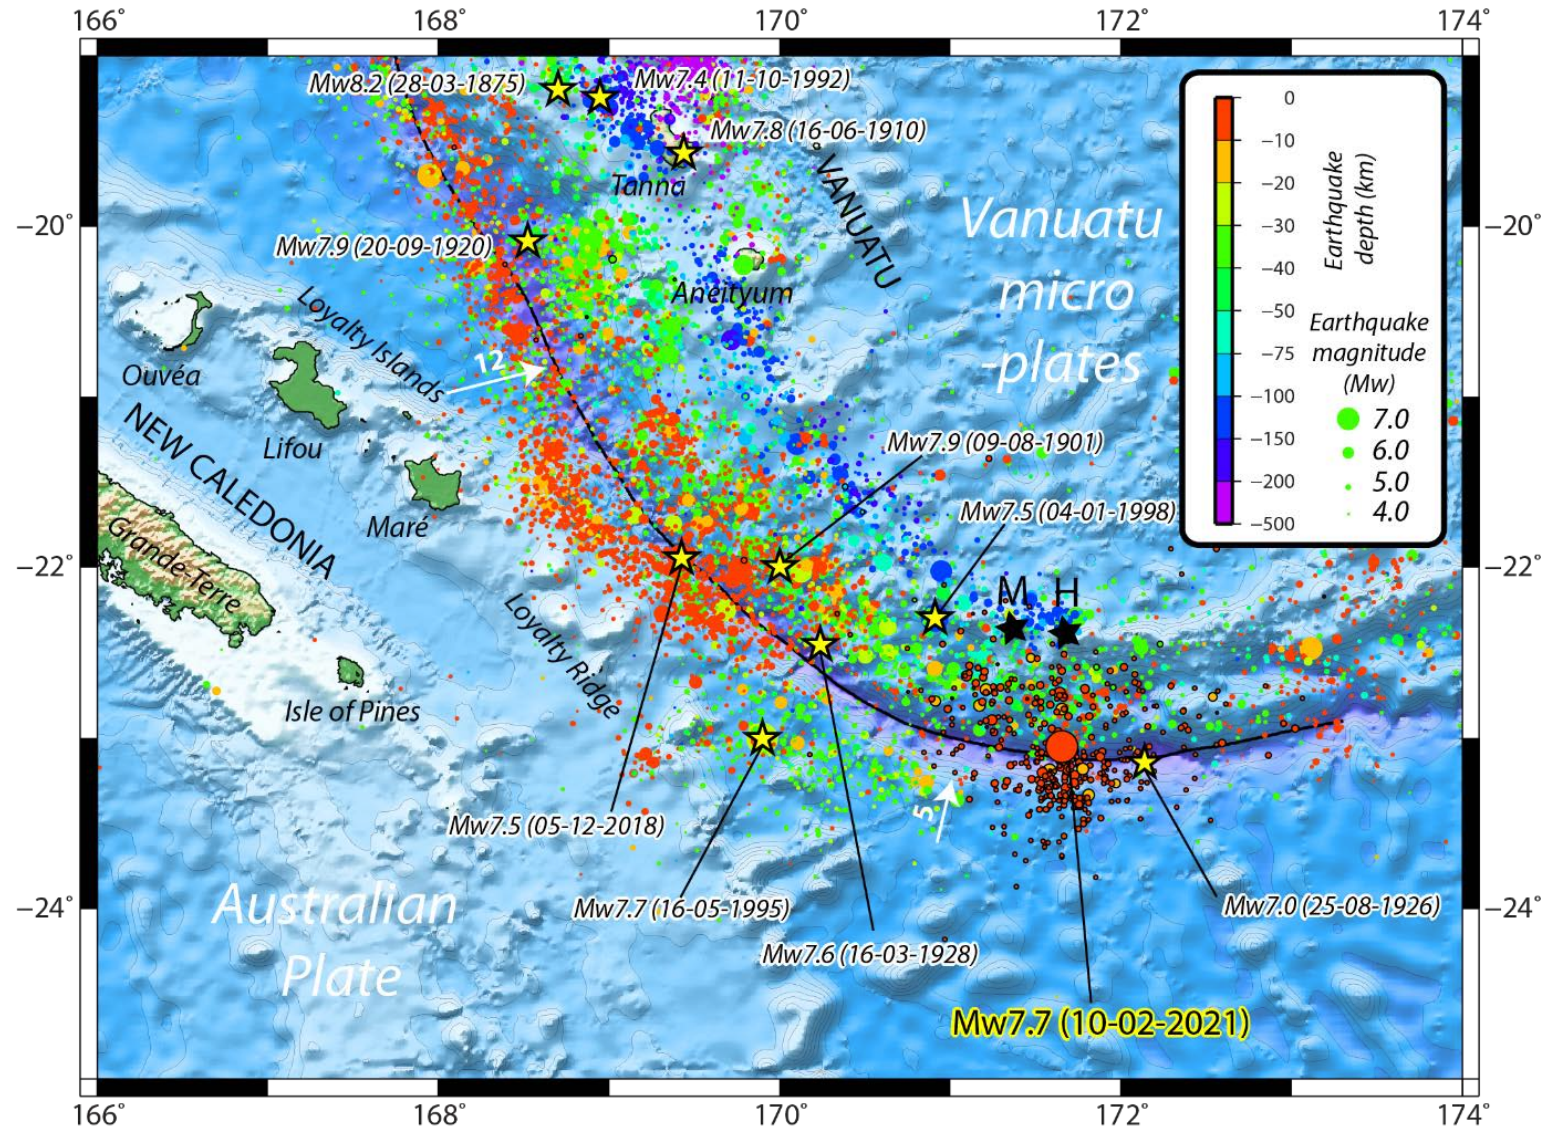 166° 168° 170° 172° 174°
Mw8.2 (28-03-1875)
Mw7.4 (11-10-1992)
Mw7.8 (16-06-1910)
Tanna
VANUATU
Vanuatu
micro
-plates
−20°
−20°
Mw7.9 (20-09-1920)
Aneityum
Loyalty Islands
Ouvéa
12
Lifou
NEW CALEDONIA
Maré
Grande-Terre
Mw7.9 (09-08-1901)
Mw7.5 (04-01-1998)
−22°
−22°
M
H
Loyalty Ridge
Isle of Pines
5
Mw7.5 (05-12-2018)
Mw7.7 (16-05-1995)
Mw7.6 (16-03-1928)
Mw7.0 (25-08-1926)
Mw7.7 (10-02-2021)
−24°
−24°
Australian
Plate
0
−10
−20
−30
−40
−50
−75
−100
−150
−200
−500
Earthquake
depth (km)
Earthquake
magnitude
(Mw)
7.0
6.0
5.0
4.0
166° 168° 170° 172° 174°